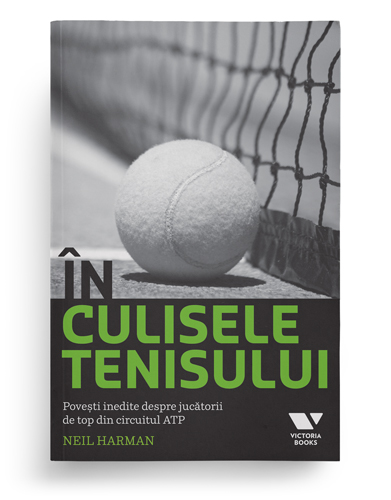 ÎN
CULISELE
TENISULUI
Povești inedite despre jucătorii
de top din circuitul ATP
NEIL HARMAN
VICTORIA
BOOKS